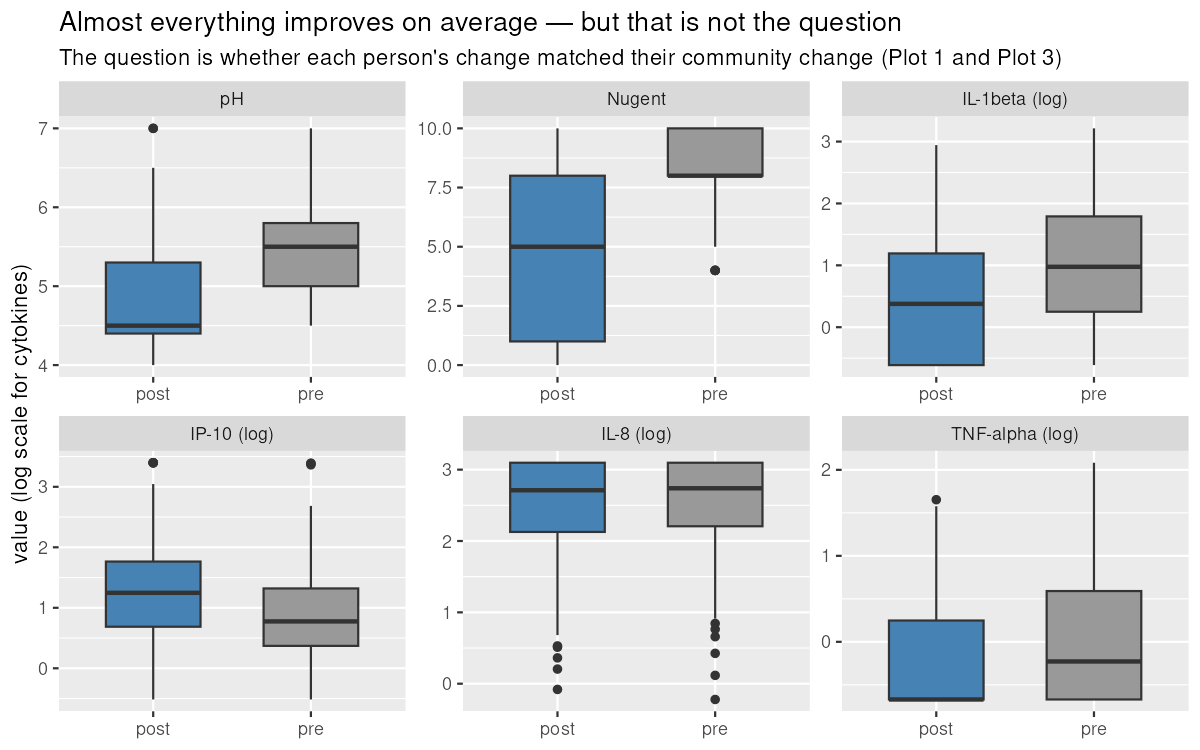 Almost everything improves on average — but that is not the question
The question is whether each person's change matched their community change (Plot 1 and Plot 3)
value (log scale for cytokines)
pH
7
6
5
4
post pre
Nugent
10.0
7.5
5.0
2.5
0.0
post pre
IL-1beta (log)
3
2
1
0
post pre
IP-10 (log)
3
2
1
0
post pre
IL-8 (log)
3
2
1
0
post pre
TNF-alpha (log)
2
1
0
post pre